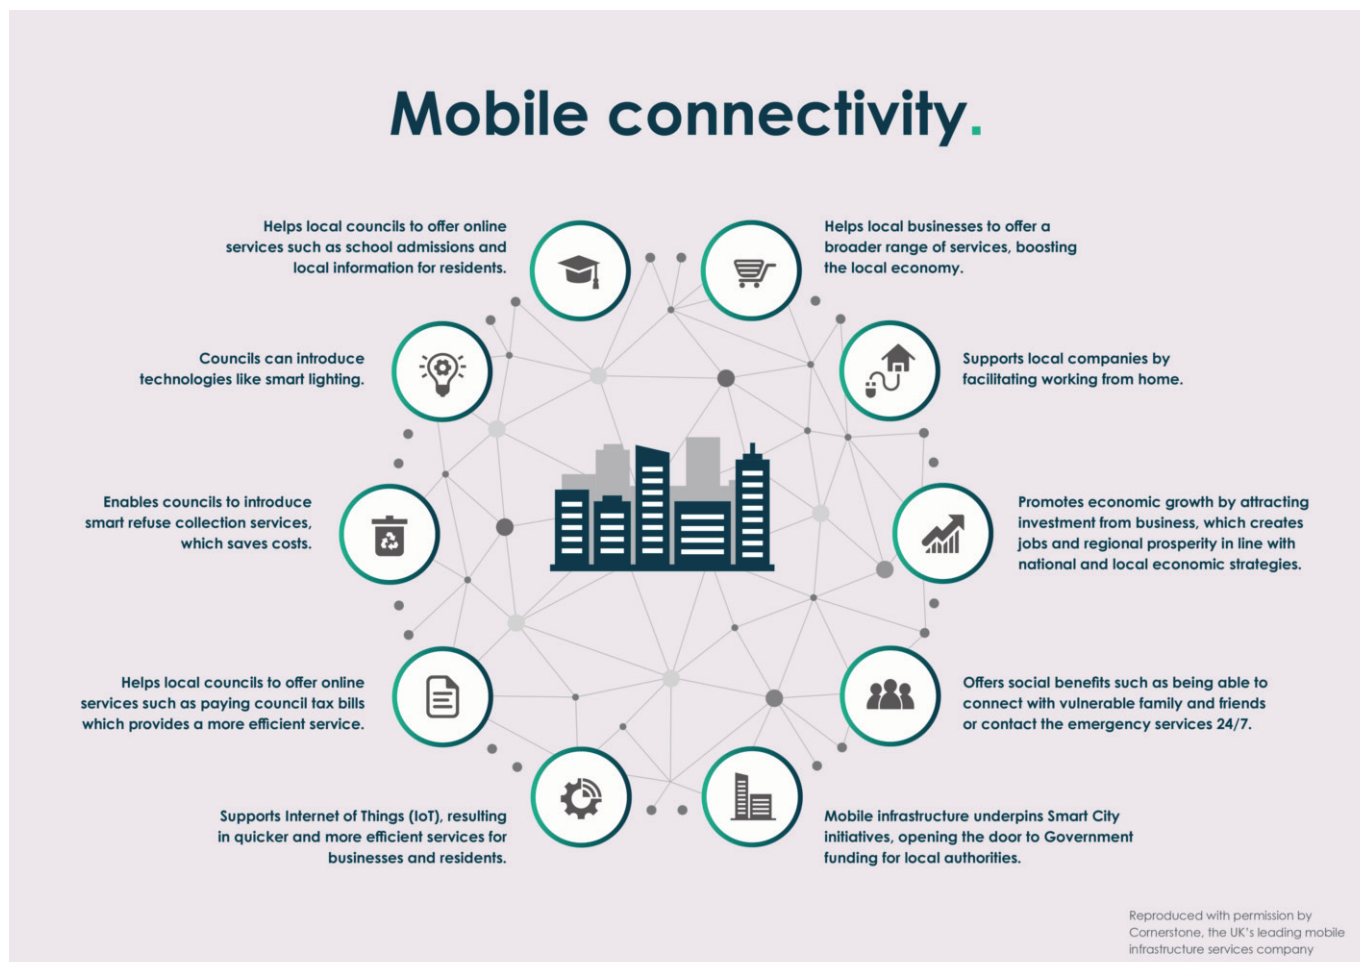 Mobile connectivity.
Helps local councils to offer online
services such as school admissions and
local information for residents.
Helps local businesses to offer a
broader range of services, boosting
the local economy.
Councils can introduce
technologies like smart lighting.
Supports local companies by
facilitating working from home.
Enables councils to introduce
smart refuse collection services,
which saves costs.
Promotes economic growth by attracting
investment from business, which creates
jobs and regional prosperity in line with
national and local economic strategies.
Helps local councils to offer online
services such as paying council tax bills
which provides a more efficient service.
Offers social benefits such as being able to
connect with vulnerable family and friends
or contact the emergency services 24/7.
Supports Internet of Things (IoT), resulting
in quicker and more efficient services for
businesses and residents.
Mobile infrastructure underpins Smart City
initiatives, opening the door to Government
funding for local authorities.
Reproduced with permission by
Cornerstone, the UK's leading mobile
infrastructure services company